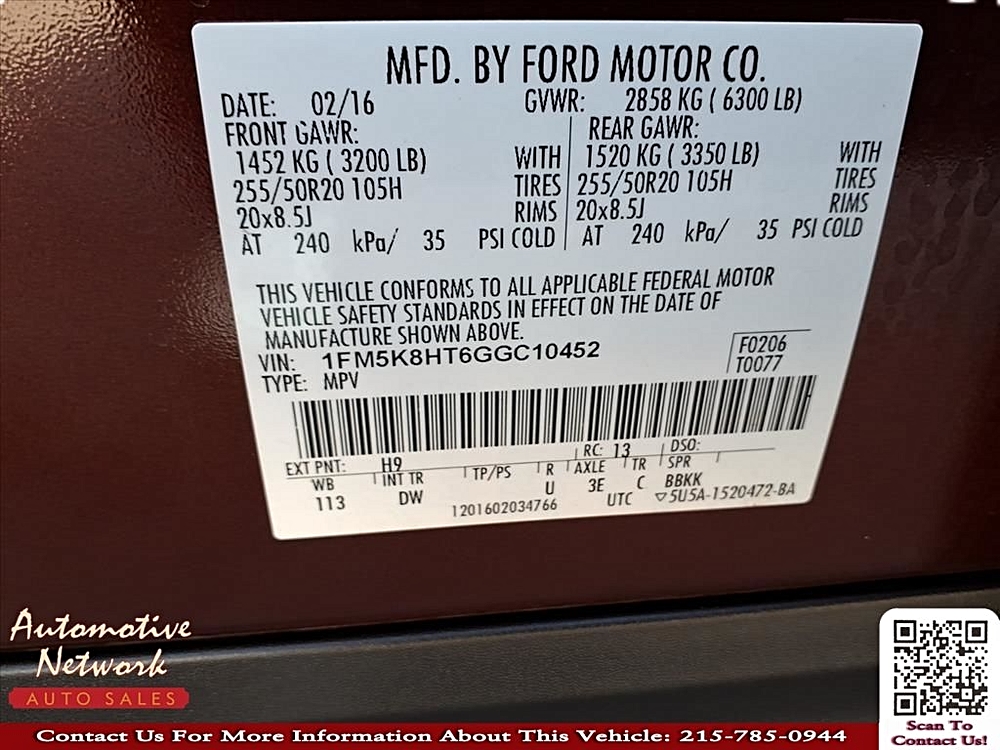 MFD. BY FORD MOTOR CO.
DATE: 02/16 GVWR: 2858 KG ( 6300 LB)
FRONT GAWR: REAR GAWR:
1452 KG ( 3200 LB) WITH 1520 KG ( 3350 LB) WITH
255/50R20 105H TIRES 255/50R20 105H TIRES
20x8.5J RIMS 20x8.5J RIMS
AT 240 kPa/ 35 PSI COLD AT 240 kPa/ 35 PSI COLD
THIS VEHICLE CONFORMS TO ALL APPLICABLE FEDERAL MOTOR
VEHICLE SAFETY STANDARDS IN EFFECT ON THE DATE OF
MANUFACTURE SHOWN ABOVE.
VIN: 1FM5K8HT6GGC10452 F0206
TYPE: MPV T0077
EXT PNT: H9 RC: 13 DSO:
WB INT TR TP/PS R AXLE TR SPR
113 DW U 3E C BBKK
1201602034766 UTC ▽5U5A-1520472-BA
Automotive
Network
AUTO SALES
Scan To
Contact Us!
Contact Us For More Information About This Vehicle: 215-785-0944